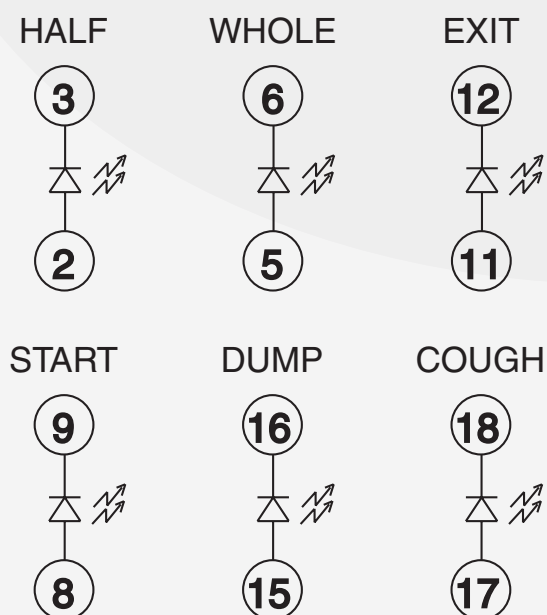 HALF WHOLE EXIT
3 6 12
2 5 11
START DUMP COUGH
9 16 18
8 15 17